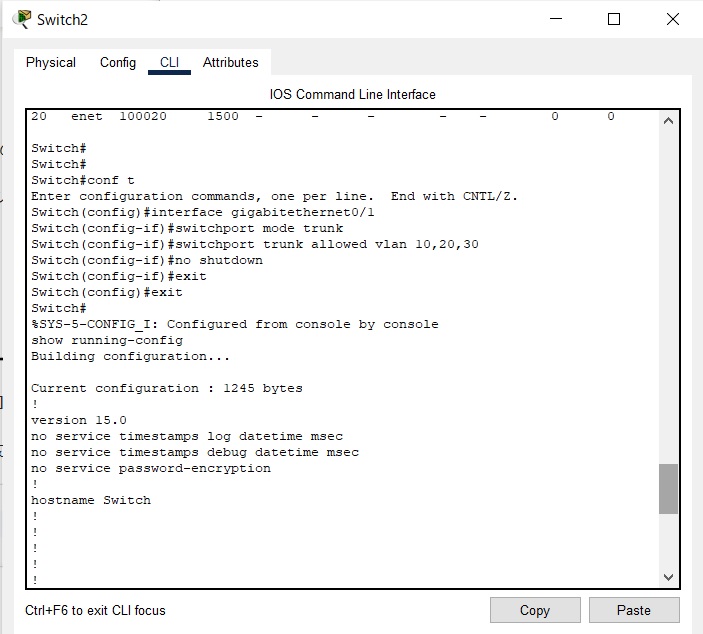 Switch2
Physical Config CLI Attributes
IOS Command Line Interface
20 enet 100020 1500 - - - - - 0 0
Switch#
Switch#
Switch#conf t
Enter configuration commands, one per line. End with CNTL/Z.
Switch(config)#interface gigabitethernet0/1
Switch(config-if)#switchport mode trunk
Switch(config-if)#switchport trunk allowed vlan 10,20,30
Switch(config-if)#no shutdown
Switch(config-if)#exit
Switch(config)#exit
Switch#
%SYS-5-CONFIG_I: Configured from console by console
show running-config
Building configuration...
Current configuration : 1245 bytes
!
version 15.0
no service timestamps log datetime msec
no service timestamps debug datetime msec
no service password-encryption
!
hostname Switch
!
!
!
!
!
Ctrl+F6 to exit CLI focus
Copy Paste